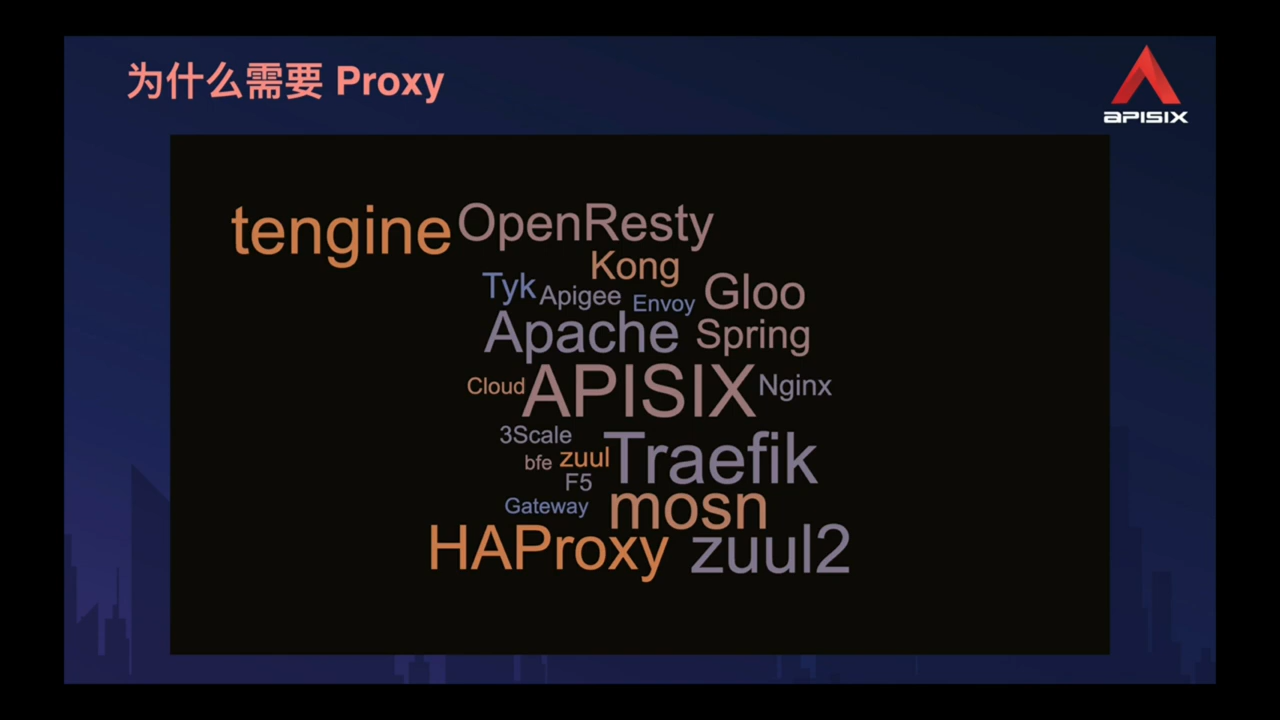 为什么需要 Proxy
APISIX
tengine OpenResty
Kong
Tyk Apigee Envoy Gloo
Apache Spring
Cloud APISIX Nginx
3Scale
bfe zuul Traefik
F5
Gateway mosn
HAProxy zuul2